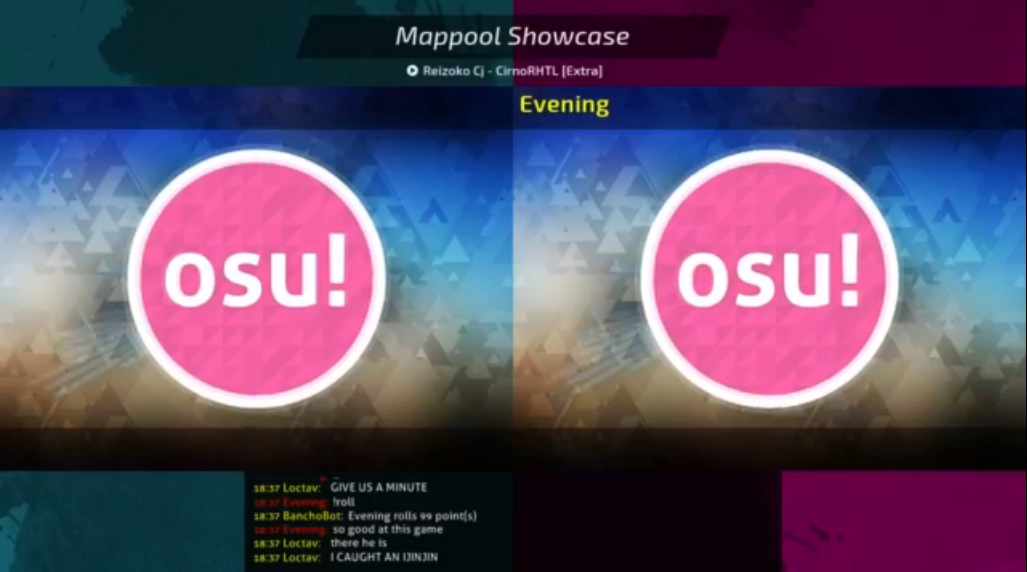 Mappool Showcase
Reizoko Cj - CirnoRHTL [Extra]
Evening
osu!
osu!
18:37 Loctav: GIVE US A MINUTE
18:37 Evening: !roll
18:37 BanchoBot: Evening rolls 99 point(s)
18:37 Evening: so good at this game
18:37 Loctav: there he is
18:37 Loctav: I CAUGHT AN IJINJIN